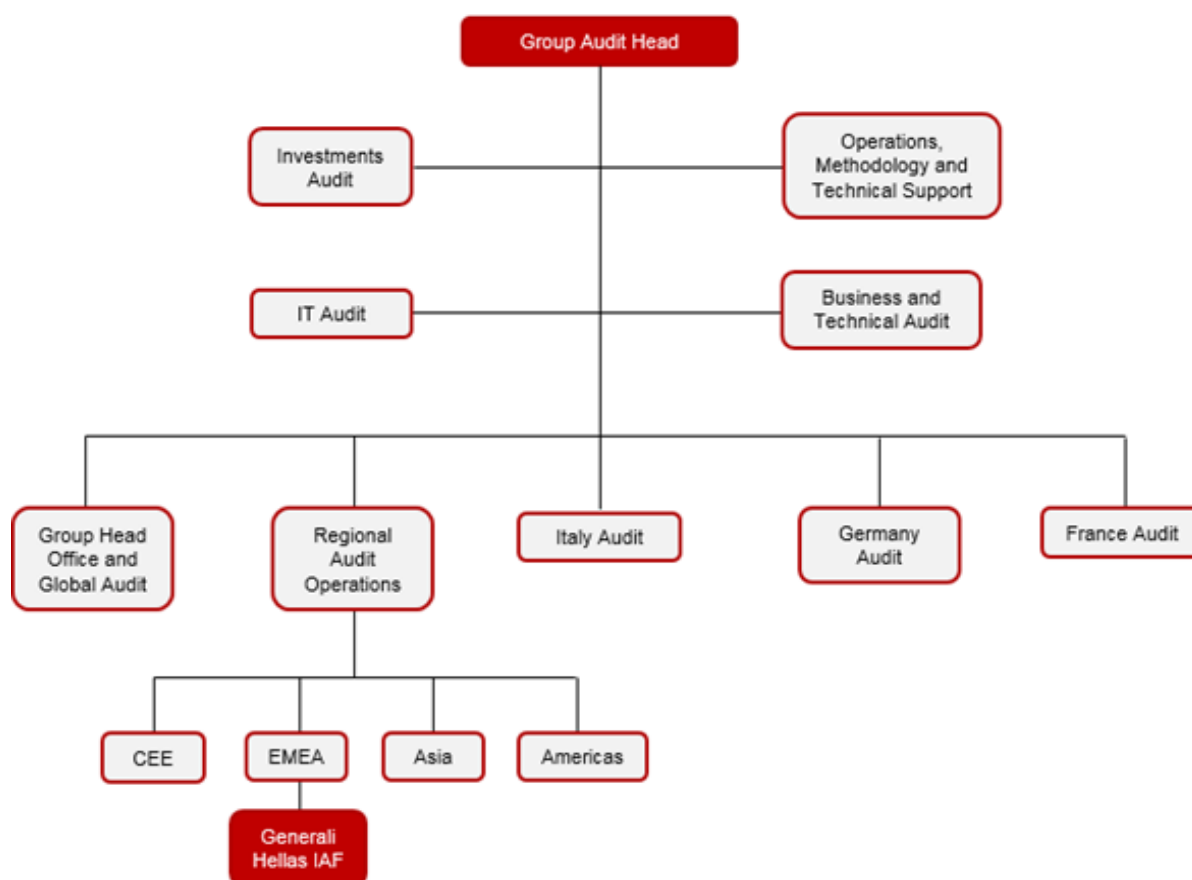 Group Audit Head
Investments
Audit
Operations,
Methodology and
Technical Support
IT Audit
Business and
Technical Audit
Group Head
Office and
Global Audit
Regional
Audit
Operations
Italy Audit
Germany
Audit
France Audit
CEE
EMEA
Asia
Americas
Generali
Hellas IAF